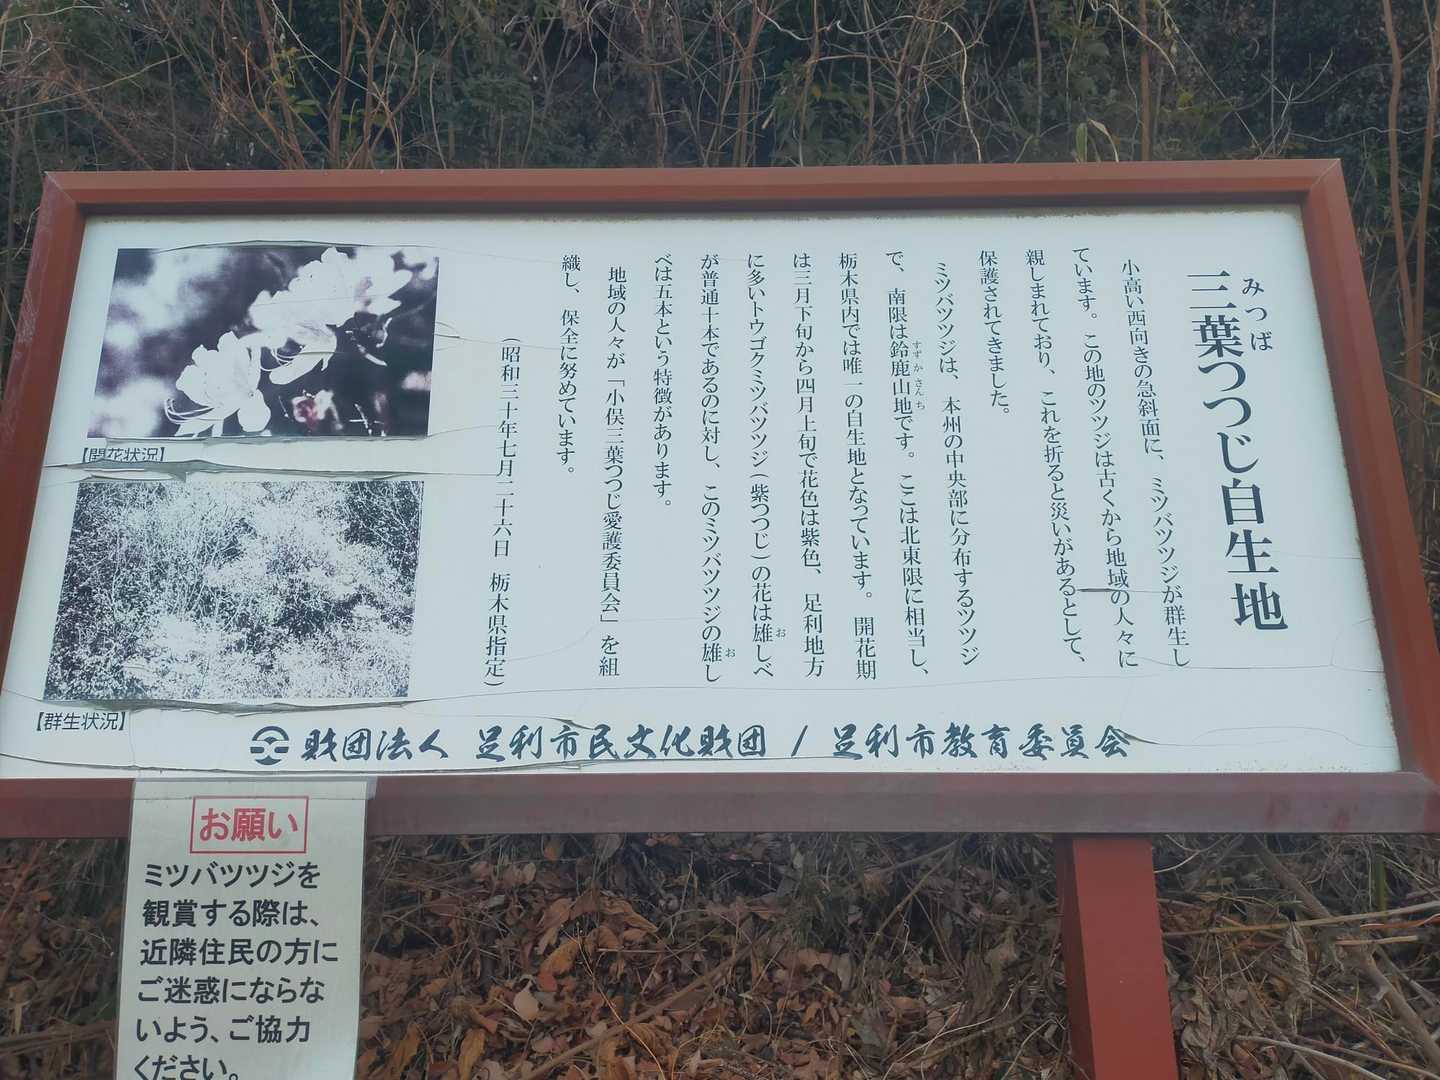 みつば
三葉つつじ自生地
小高い西向きの急斜面に、ミツバツツジが群生し
ています。この地のツツジは古くから地域の人々に
親しまれており、これを折ると災いがあるとして、
保護されてきました。
ミツバツツジは、本州の中央部に分布するツツジ
で、南限は鈴鹿山地です。ここは北東限に相当し、
すずかさんち
栃木県内では唯一の自生地となっています。開花期
は三月下旬から四月上旬で花色は紫色、足利地方
に多いトウゴクミツバツツジ(紫つつじ)の花は雄しべ
お
が普通十本であるのに対し、このミツバツツジの雄し
お
べは五本という特徴があります。
地域の人々が「小俣三葉つつじ愛護委員会」を組
織し、保全に努めています。
(昭和三十年七月二十六日 栃木県指定)
【開花状況】
【群生状況】
財団法人 足利市民文化財団 / 足利市教育委員会
お願い
ミツバツツジを
観賞する際は、
近隣住民の方に
ご迷惑にならな
いよう、ご協力
ください。